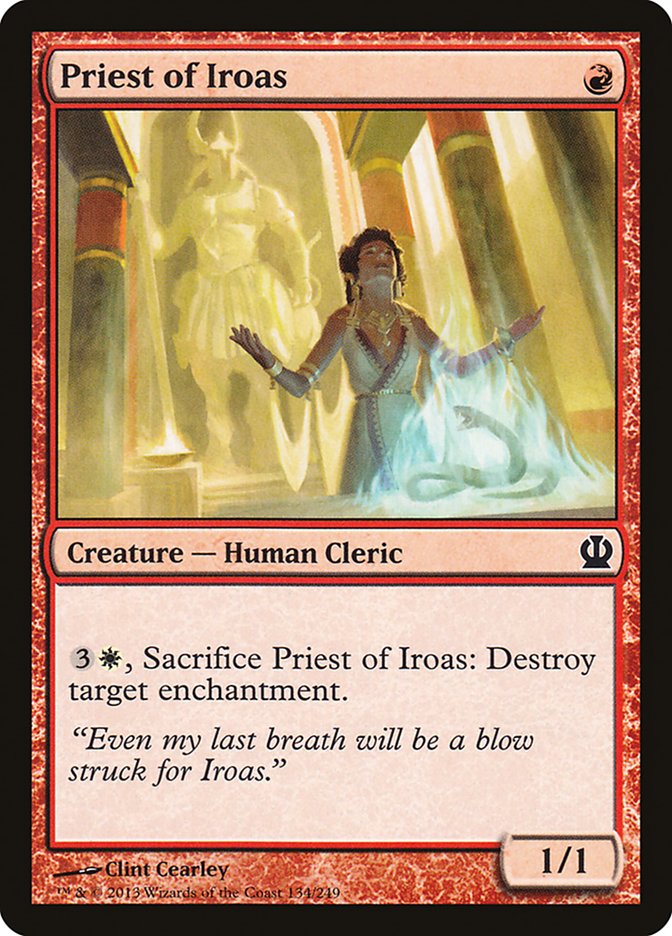 Priest of Iroas
Creature — Human Cleric
3, Sacrifice Priest of Iroas: Destroy
target enchantment.
“Even my last breath will be a blow
struck for Iroas.”
1/1
Clint Cearley
™ & © 2013 Wizards of the Coast 134/249